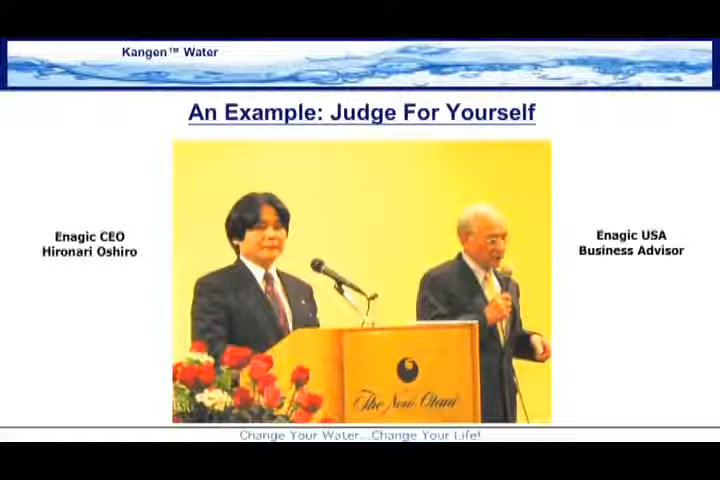 Kangen™ Water
An Example: Judge For Yourself
Enagic CEO
Hironari Oshiro
Enagic USA
Business Advisor
The New Otani
Change Your Water...Change Your Life!